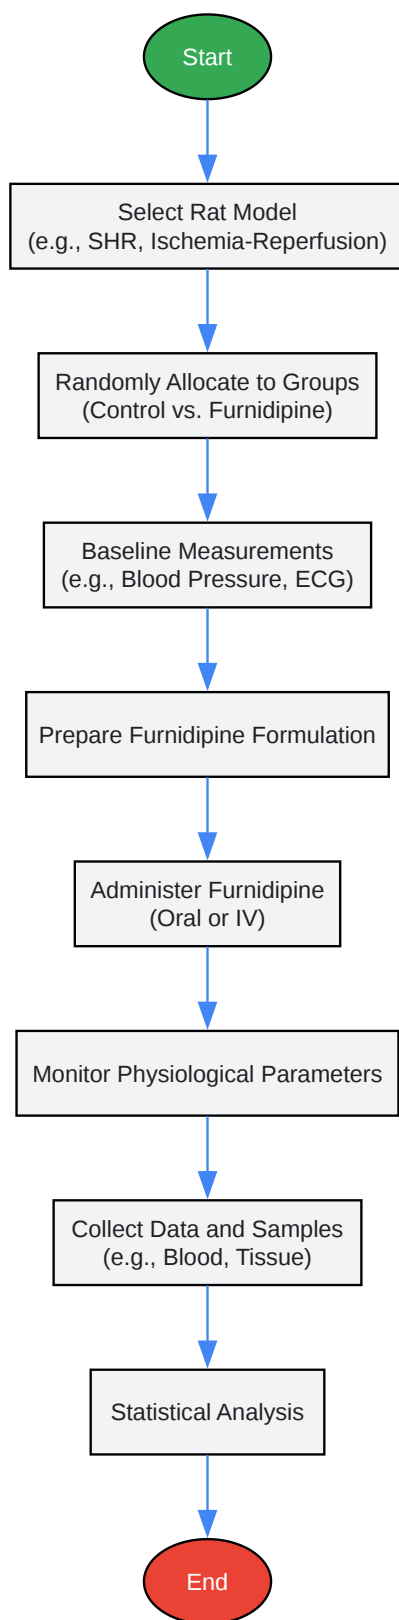 Start
Select Rat Model
(e.g., SHR, Ischemia-Reperfusion)
Randomly Allocate to Groups
(Control vs. Furnidipine)
Baseline Measurements
(e.g., Blood Pressure, ECG)
Prepare Furnidipine Formulation
Administer Furnidipine
(Oral or IV)
Monitor Physiological Parameters
Collect Data and Samples
(e.g., Blood, Tissue)
Statistical Analysis
End